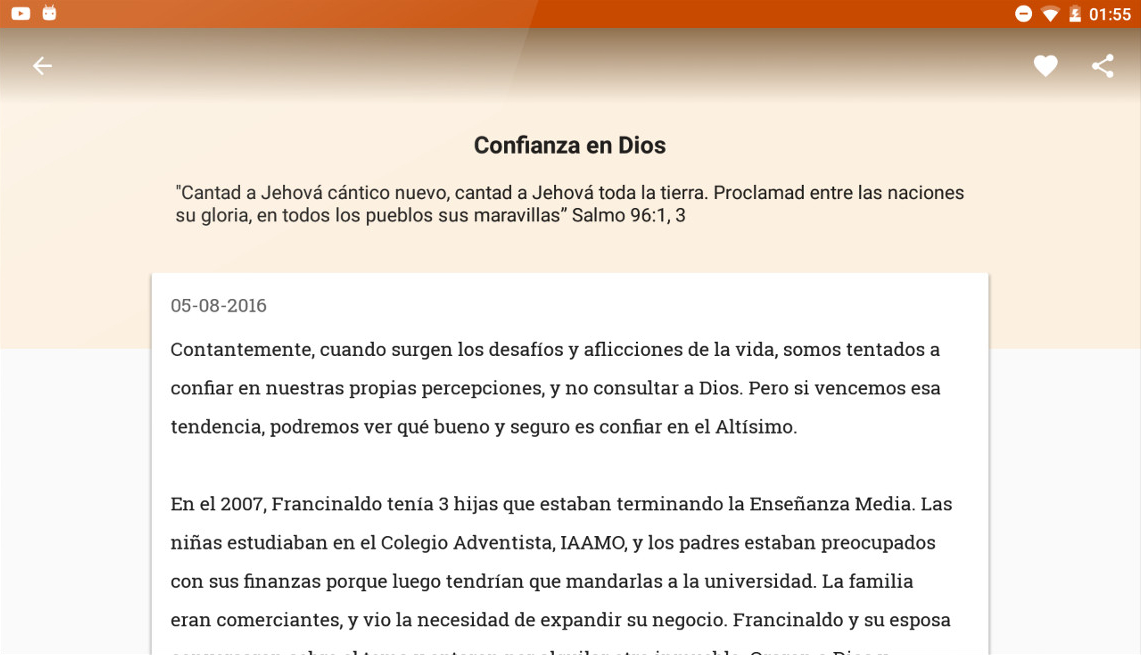 01:55
Confianza en Dios
"Cantad a Jehová cántico nuevo, cantad a Jehová toda la tierra. Proclamad entre las naciones
su gloria, en todos los pueblos sus maravillas” Salmo 96:1, 3
05-08-2016
Contantemente, cuando surgen los desafíos y aflicciones de la vida, somos tentados a
confiar en nuestras propias percepciones, y no consultar a Dios. Pero si vencemos esa
tendencia, podremos ver qué bueno y seguro es confiar en el Altísimo.
En el 2007, Francinaldo tenía 3 hijas que estaban terminando la Enseñanza Media. Las
niñas estudiaban en el Colegio Adventista, IAAMO, y los padres estaban preocupados
con sus finanzas porque luego tendrían que mandarlas a la universidad. La familia
eran comerciantes, y vio la necesidad de expandir su negocio. Francinaldo y su esposa